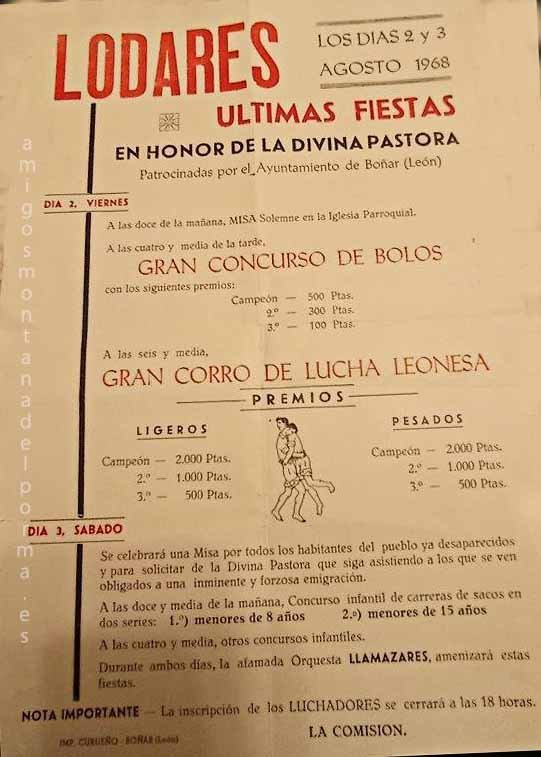 LODARES
LOS DIAS 2 y 3
AGOSTO 1968
ULTIMAS FIESTAS
EN HONOR DE LA DIVINA PASTORA
Patrocinadas por el Ayuntamiento de Boñar (León)
DIA 2, VIERNES
A las doce de la mañana, MISA Solemne en la Iglesia Parroquial.
A las cuatro y media de la tarde,
GRAN CONCURSO DE BOLOS
con los siguientes premios:
Campeón — 500 Ptas.
2.º — 300 Ptas.
3.º — 100 Ptas.
A las seis y media,
GRAN CORRO DE LUCHA LEONESA
PREMIOS
LIGEROS
Campeón — 2.000 Ptas.
2.º — 1.000 Ptas.
3.º — 500 Ptas.
PESADOS
Campeón — 2.000 Ptas.
2.º — 1.000 Ptas.
3.º — 500 Ptas.
DIA 3, SABADO
Se celebrará una Misa por todos los habitantes del pueblo ya desaparecidos
y para solicitar de la Divina Pastora que siga asistiendo a los que se ven
obligados a una inminente y forzosa emigración.
A las doce y media de la mañana, Concurso infantil de carreras de sacos en
dos series: 1.º) menores de 8 años 2.º) menores de 15 años
A las cuatro y media, otros concursos infantiles.
Durante ambos días, la afamada Orquesta LLAMAZARES, amenizará estas
fiestas.
NOTA IMPORTANTE — La inscripción de los LUCHADORES se cerrará a las 18 horas.
LA COMISION.
IMP. CURUEÑO - BOÑAR (León)
amigosmontanadelporma.es